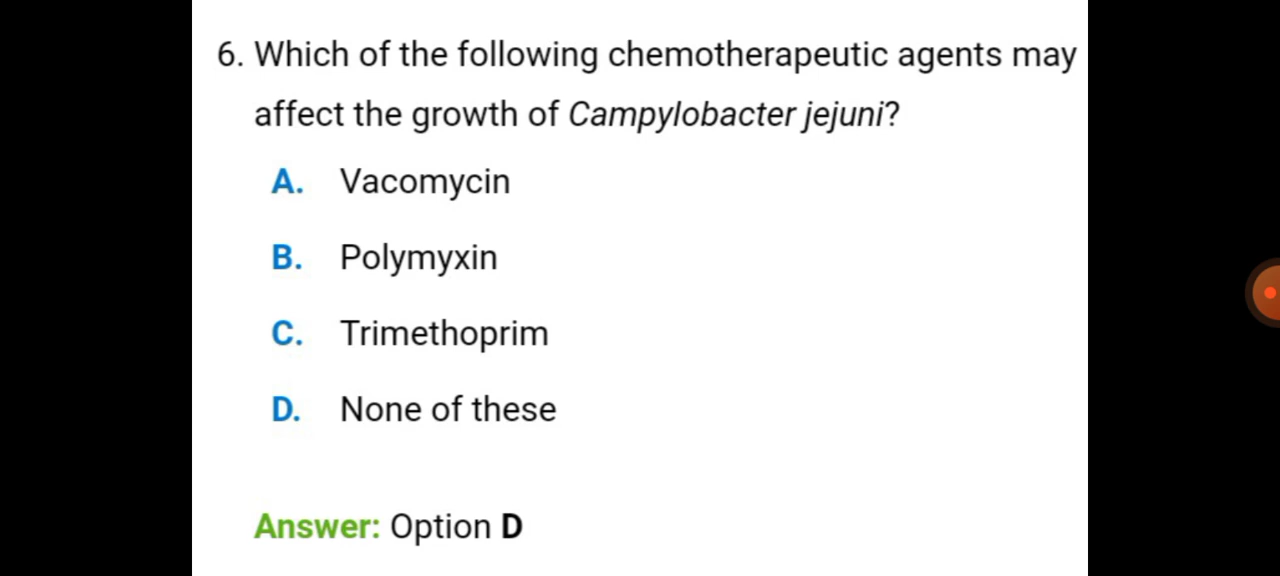 6. Which of the following chemotherapeutic agents may
affect the growth of Campylobacter jejuni?
A. Vacomycin
B. Polymyxin
C. Trimethoprim
D. None of these
Answer: Option D